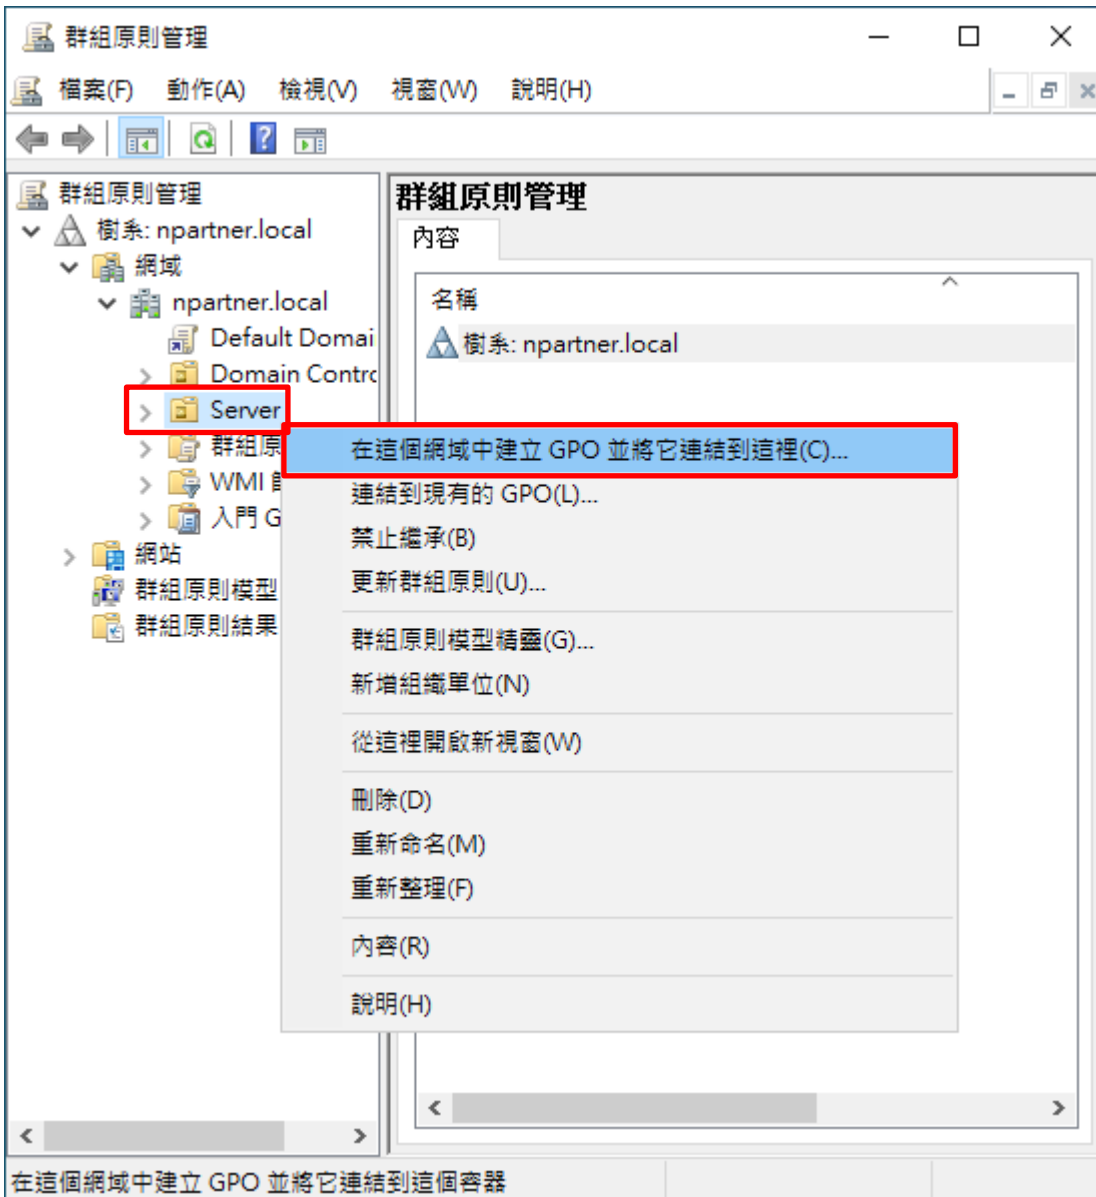 群組原則管理
檔案(F) 動作(A) 檢視(V) 視窗(W) 說明(H)
群組原則管理
樹系: npartner.local
網域
npartner.local
Default Domai
Domain Contrc
Server
群組原
WMI
入門 G
網站
群組原則模型
群組原則結果
群組原則管理
內容
名稱
樹系: npartner.local
在這個網域中建立 GPO 並將它連結到這裡(C)...
連結到現有的 GPO(L)...
禁止繼承(B)
更新群組原則(U)...
群組原則模型精靈(G)...
新增組織單位(N)
從這裡開啟新視窗(W)
刪除(D)
重新命名(M)
重新整理(F)
內容(R)
說明(H)
在這個網域中建立 GPO 並將它連結到這個容器